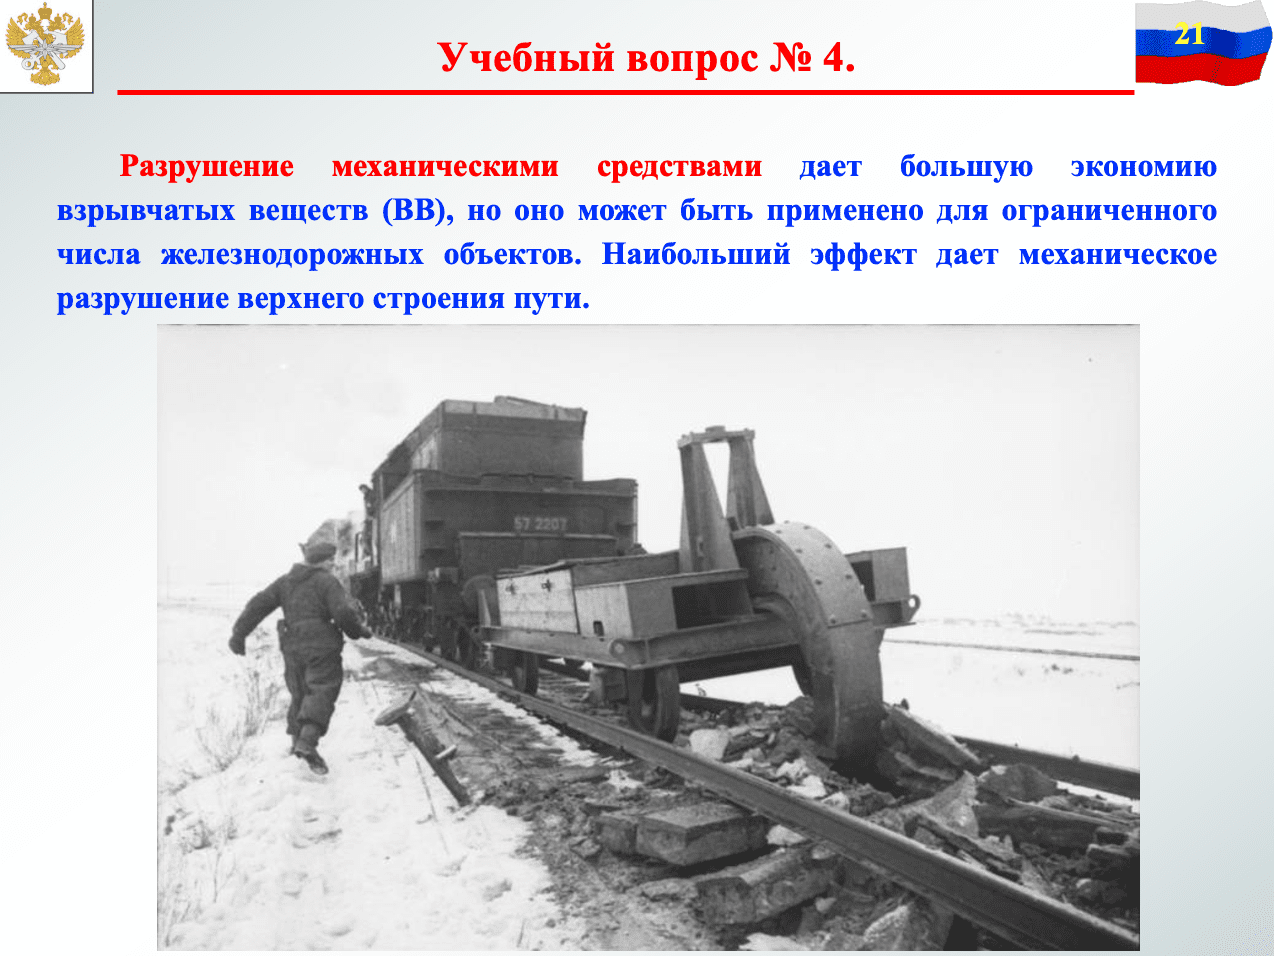 21
Учебный вопрос № 4.
Разрушение механическими средствами дает большую экономию
взрывчатых веществ (ВВ), но оно может быть применено для ограниченного
числа железнодорожных объектов. Наибольший эффект дает механическое
разрушение верхнего строения пути.
57 2207